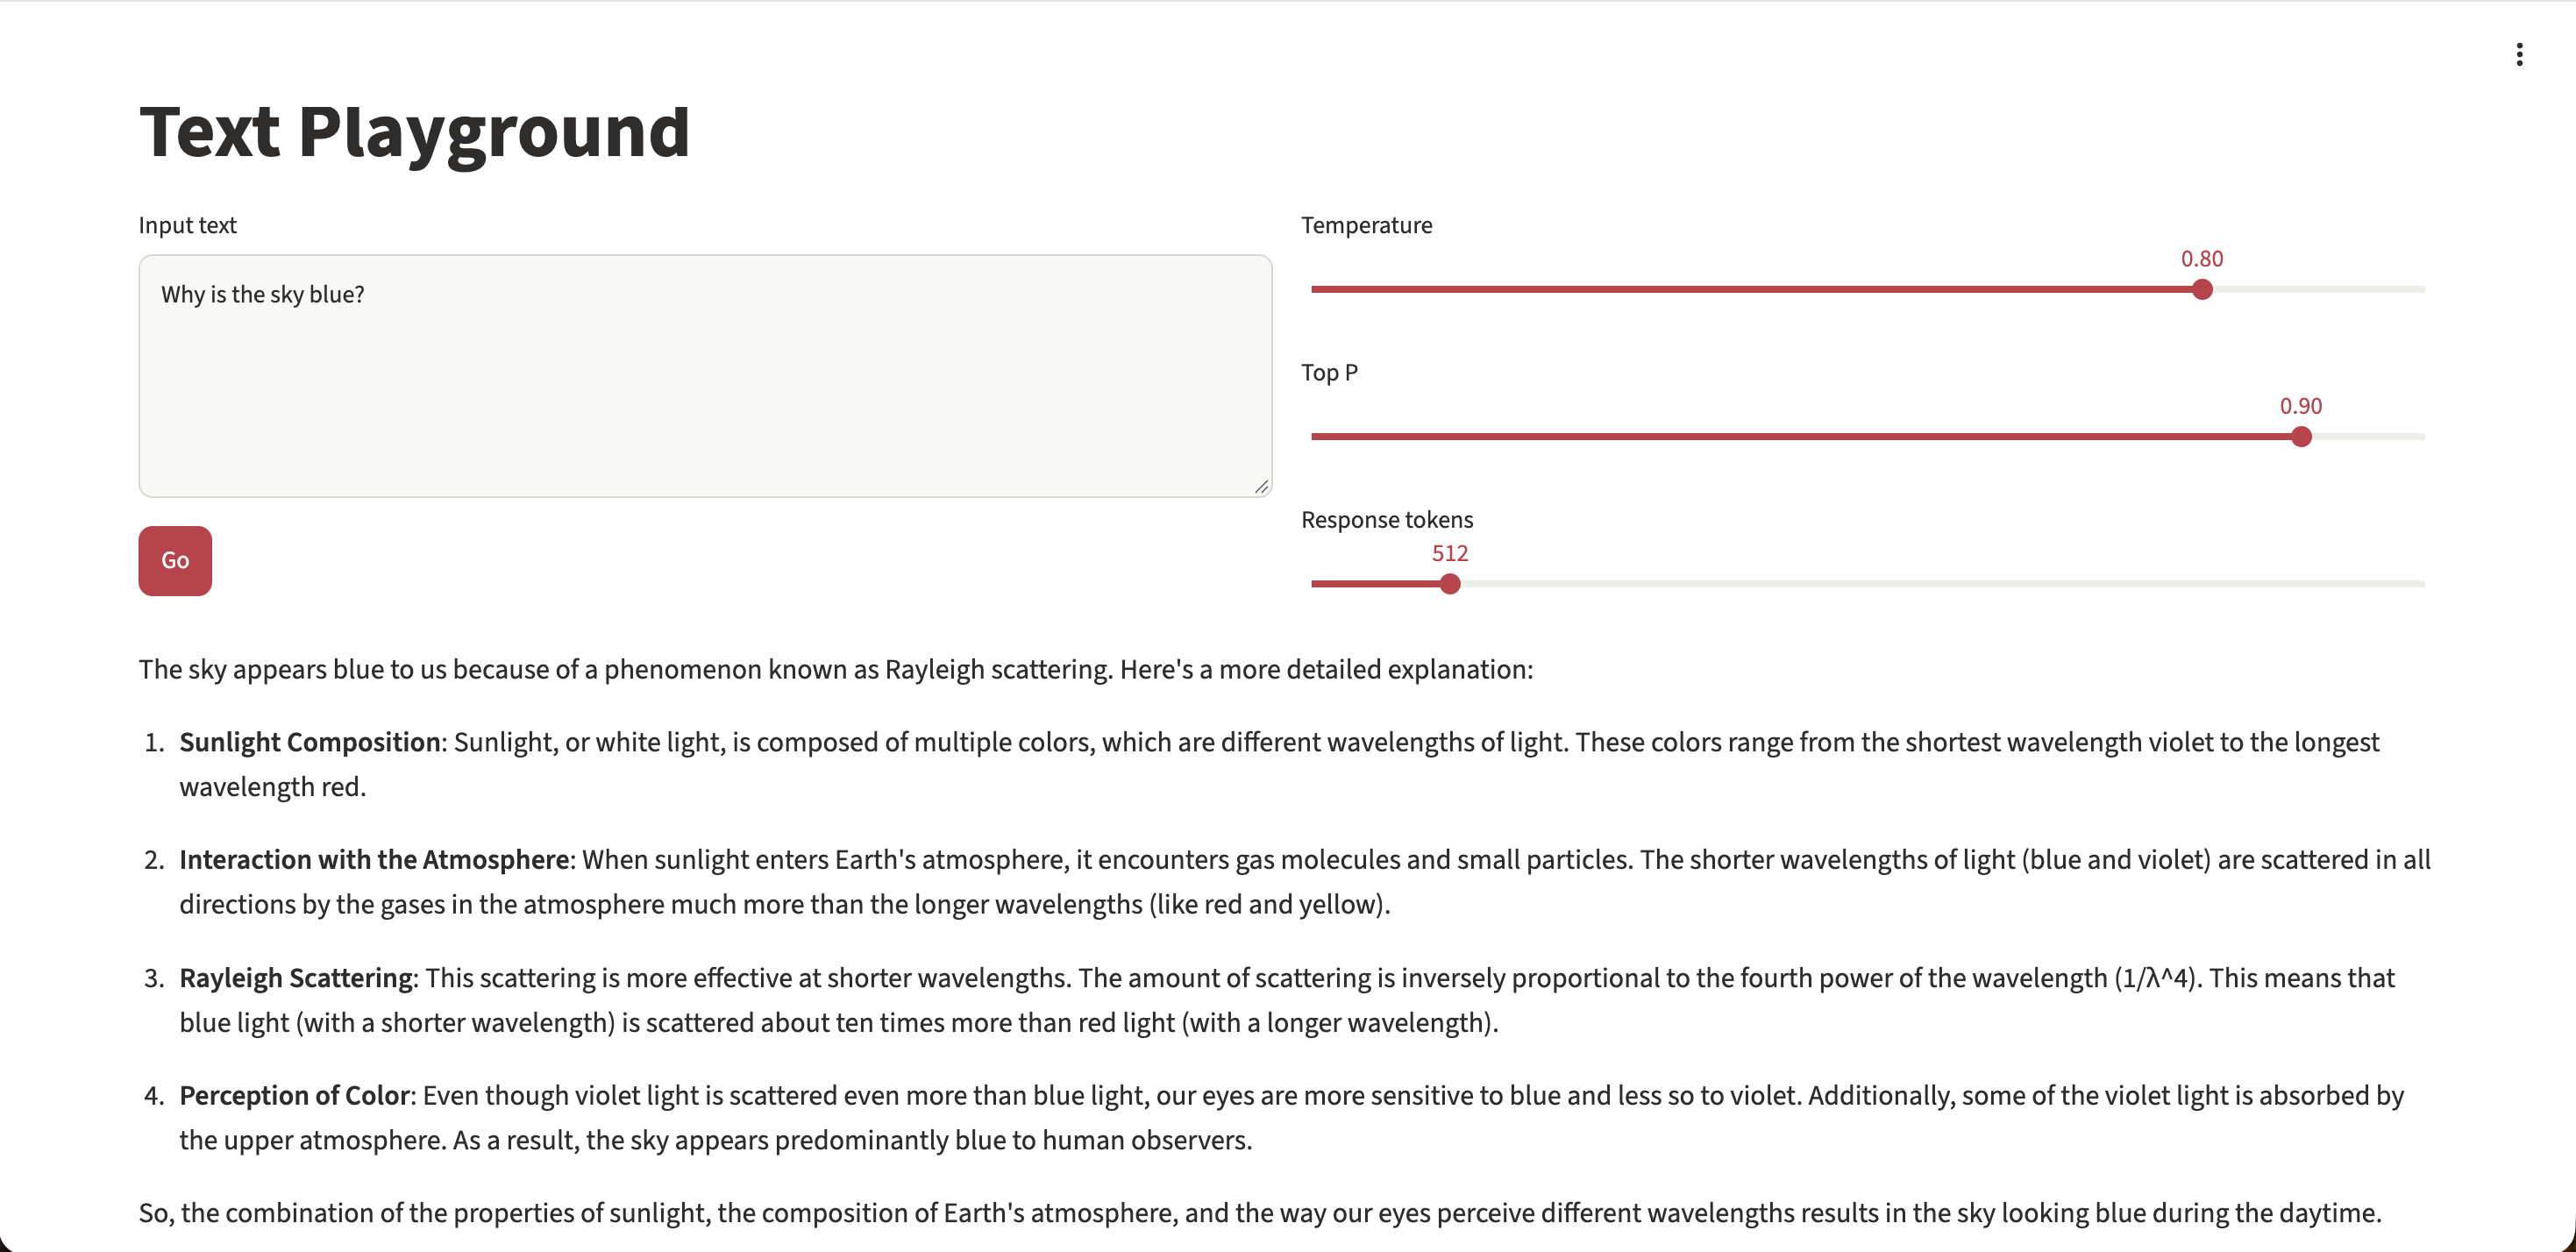 Text Playground
Input text
Why is the sky blue?
Go
Temperature
0.80
Top P
0.90
Response tokens
512
The sky appears blue to us because of a phenomenon known as Rayleigh scattering. Here's a more detailed explanation:
1. Sunlight Composition: Sunlight, or white light, is composed of multiple colors, which are different wavelengths of light. These colors range from the shortest wavelength violet to the longest
wavelength red.
2. Interaction with the Atmosphere: When sunlight enters Earth's atmosphere, it encounters gas molecules and small particles. The shorter wavelengths of light (blue and violet) are scattered in all
directions by the gases in the atmosphere much more than the longer wavelengths (like red and yellow).
3. Rayleigh Scattering: This scattering is more effective at shorter wavelengths. The amount of scattering is inversely proportional to the fourth power of the wavelength (1/λ^4). This means that
blue light (with a shorter wavelength) is scattered about ten times more than red light (with a longer wavelength).
4. Perception of Color: Even though violet light is scattered even more than blue light, our eyes are more sensitive to blue and less so to violet. Additionally, some of the violet light is absorbed by
the upper atmosphere. As a result, the sky appears predominantly blue to human observers.
So, the combination of the properties of sunlight, the composition of Earth's atmosphere, and the way our eyes perceive different wavelengths results in the sky looking blue during the daytime.